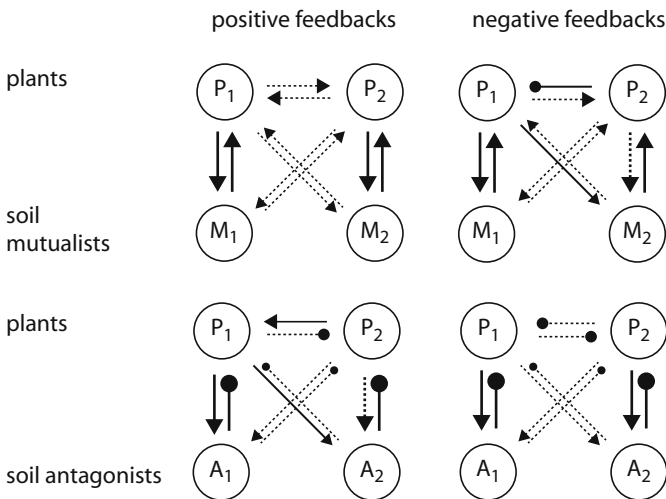 positive feedbacks negative feedbacks
plants P1 P2 P1 P2
soil
mutualists M1 M2 M1 M2
plants P1 P2 P1 P2
soil antagonists A1 A2 A1 A2